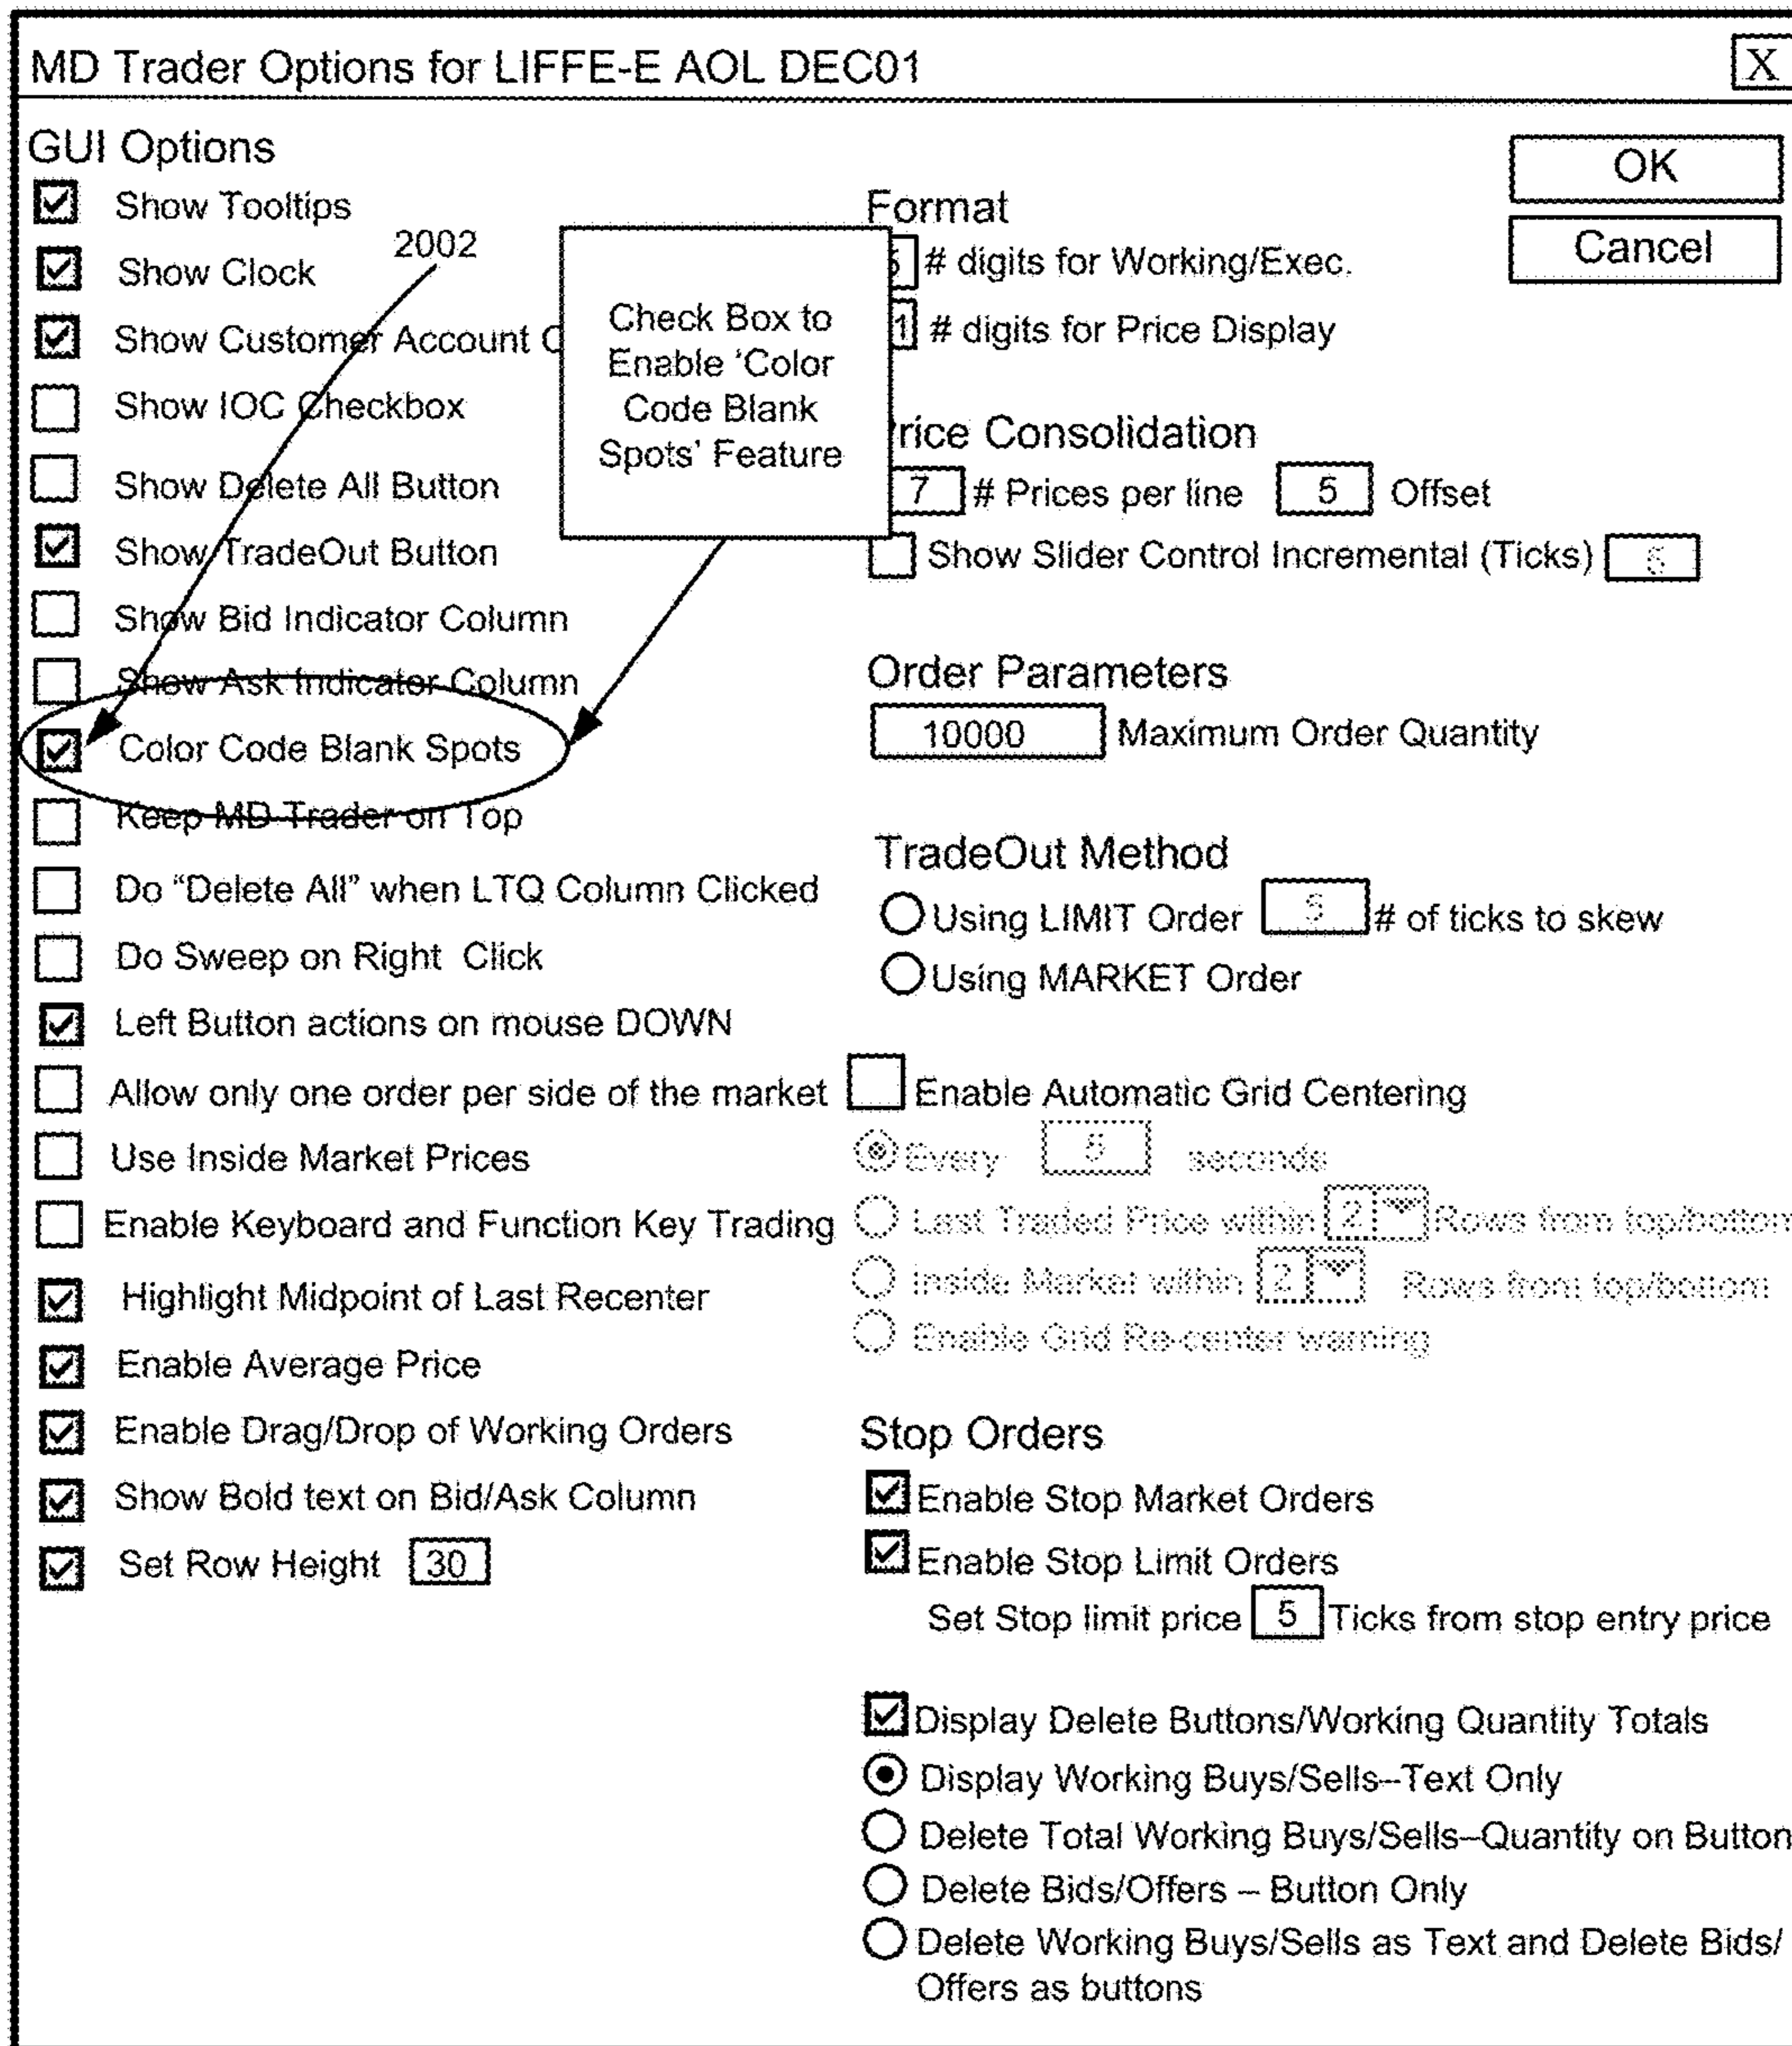 MD Trader Options for LIFFE-E AOL DEC01
X
GUI Options
Show Tooltips
Show Clock
Show Customer Account
Show IOC Checkbox
Show Delete All Button
Show TradeOut Button
Show Bid Indicator Column
Show Ask Indicator Column
Color Code Blank Spots
Keep MD Trader on Top
Do “Delete All” when LTQ Column Clicked
Do Sweep on Right Click
Left Button actions on mouse DOWN
Allow only one order per side of the market
Use Inside Market Prices
Enable Keyboard and Function Key Trading
Highlight Midpoint of Last Recenter
Enable Average Price
Enable Drag/Drop of Working Orders
Show Bold text on Bid/Ask Column
Set Row Height 30
2002
Check Box to
Enable ‘Color
Code Blank
Spots’ Feature
OK
Cancel
Format
# digits for Working/Exec.
1 # digits for Price Display
rice Consolidation
7 # Prices per line 5 Offset
Show Slider Control Incremental (Ticks) 5
Order Parameters
10000 Maximum Order Quantity
TradeOut Method
Using LIMIT Order # of ticks to skew
Using MARKET Order
Enable Automatic Grid Centering
Every 5 seconds
Last Traded Price within 2 Rows from top/bottom
Inside Market within 2 Rows from top/bottom
Enable Grid Re-center warning
Stop Orders
Enable Stop Market Orders
Enable Stop Limit Orders
Set Stop limit price 5 Ticks from stop entry price
Display Delete Buttons/Working Quantity Totals
Display Working Buys/Sells–Text Only
Delete Total Working Buys/Sells–Quantity on Button
Delete Bids/Offers – Button Only
Delete Working Buys/Sells as Text and Delete Bids/
Offers as buttons